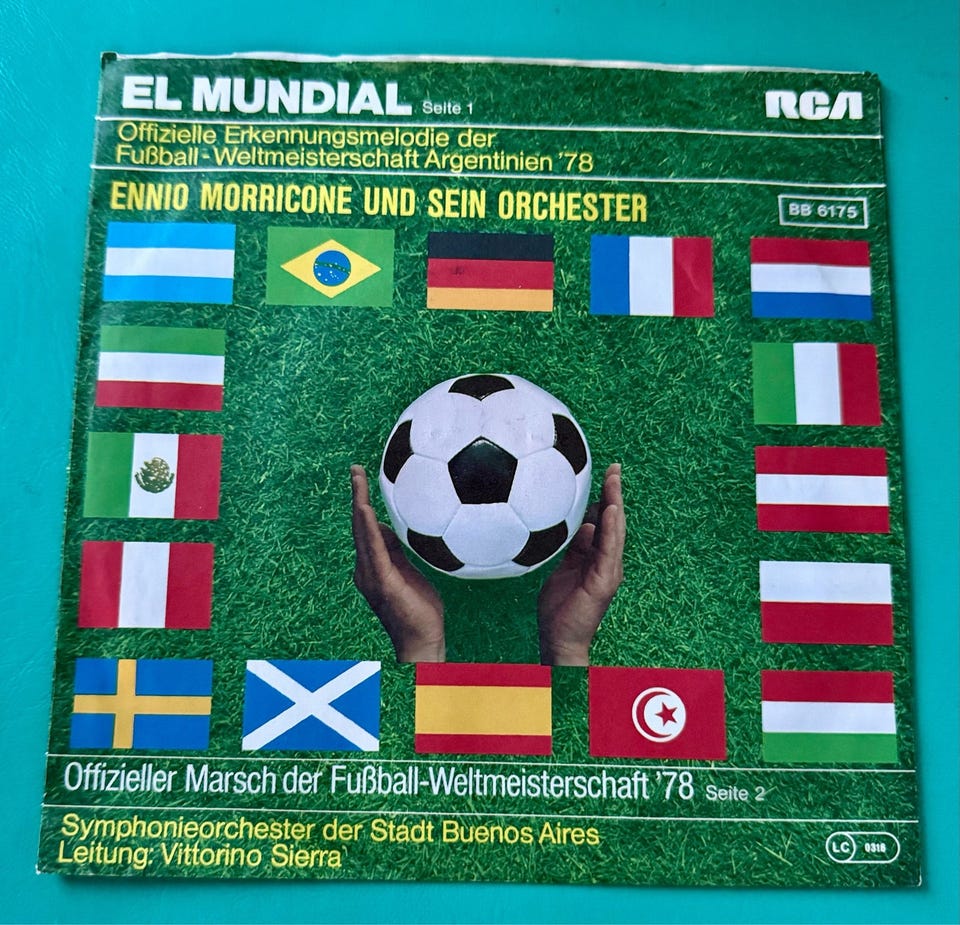 EL MUNDIAL Seite 1
RCA
Offizielle Erkennungsmelodie der
Fußball-Weltmeisterschaft Argentinien '78
ENNIO MORRICONE UND SEIN ORCHESTER
BB 6175
Offizieller Marsch der Fußball-Weltmeisterschaft '78 Seite 2
Symphonieorchester der Stadt Buenos Aires
Leitung: Vittorino Sierra
LC 0316